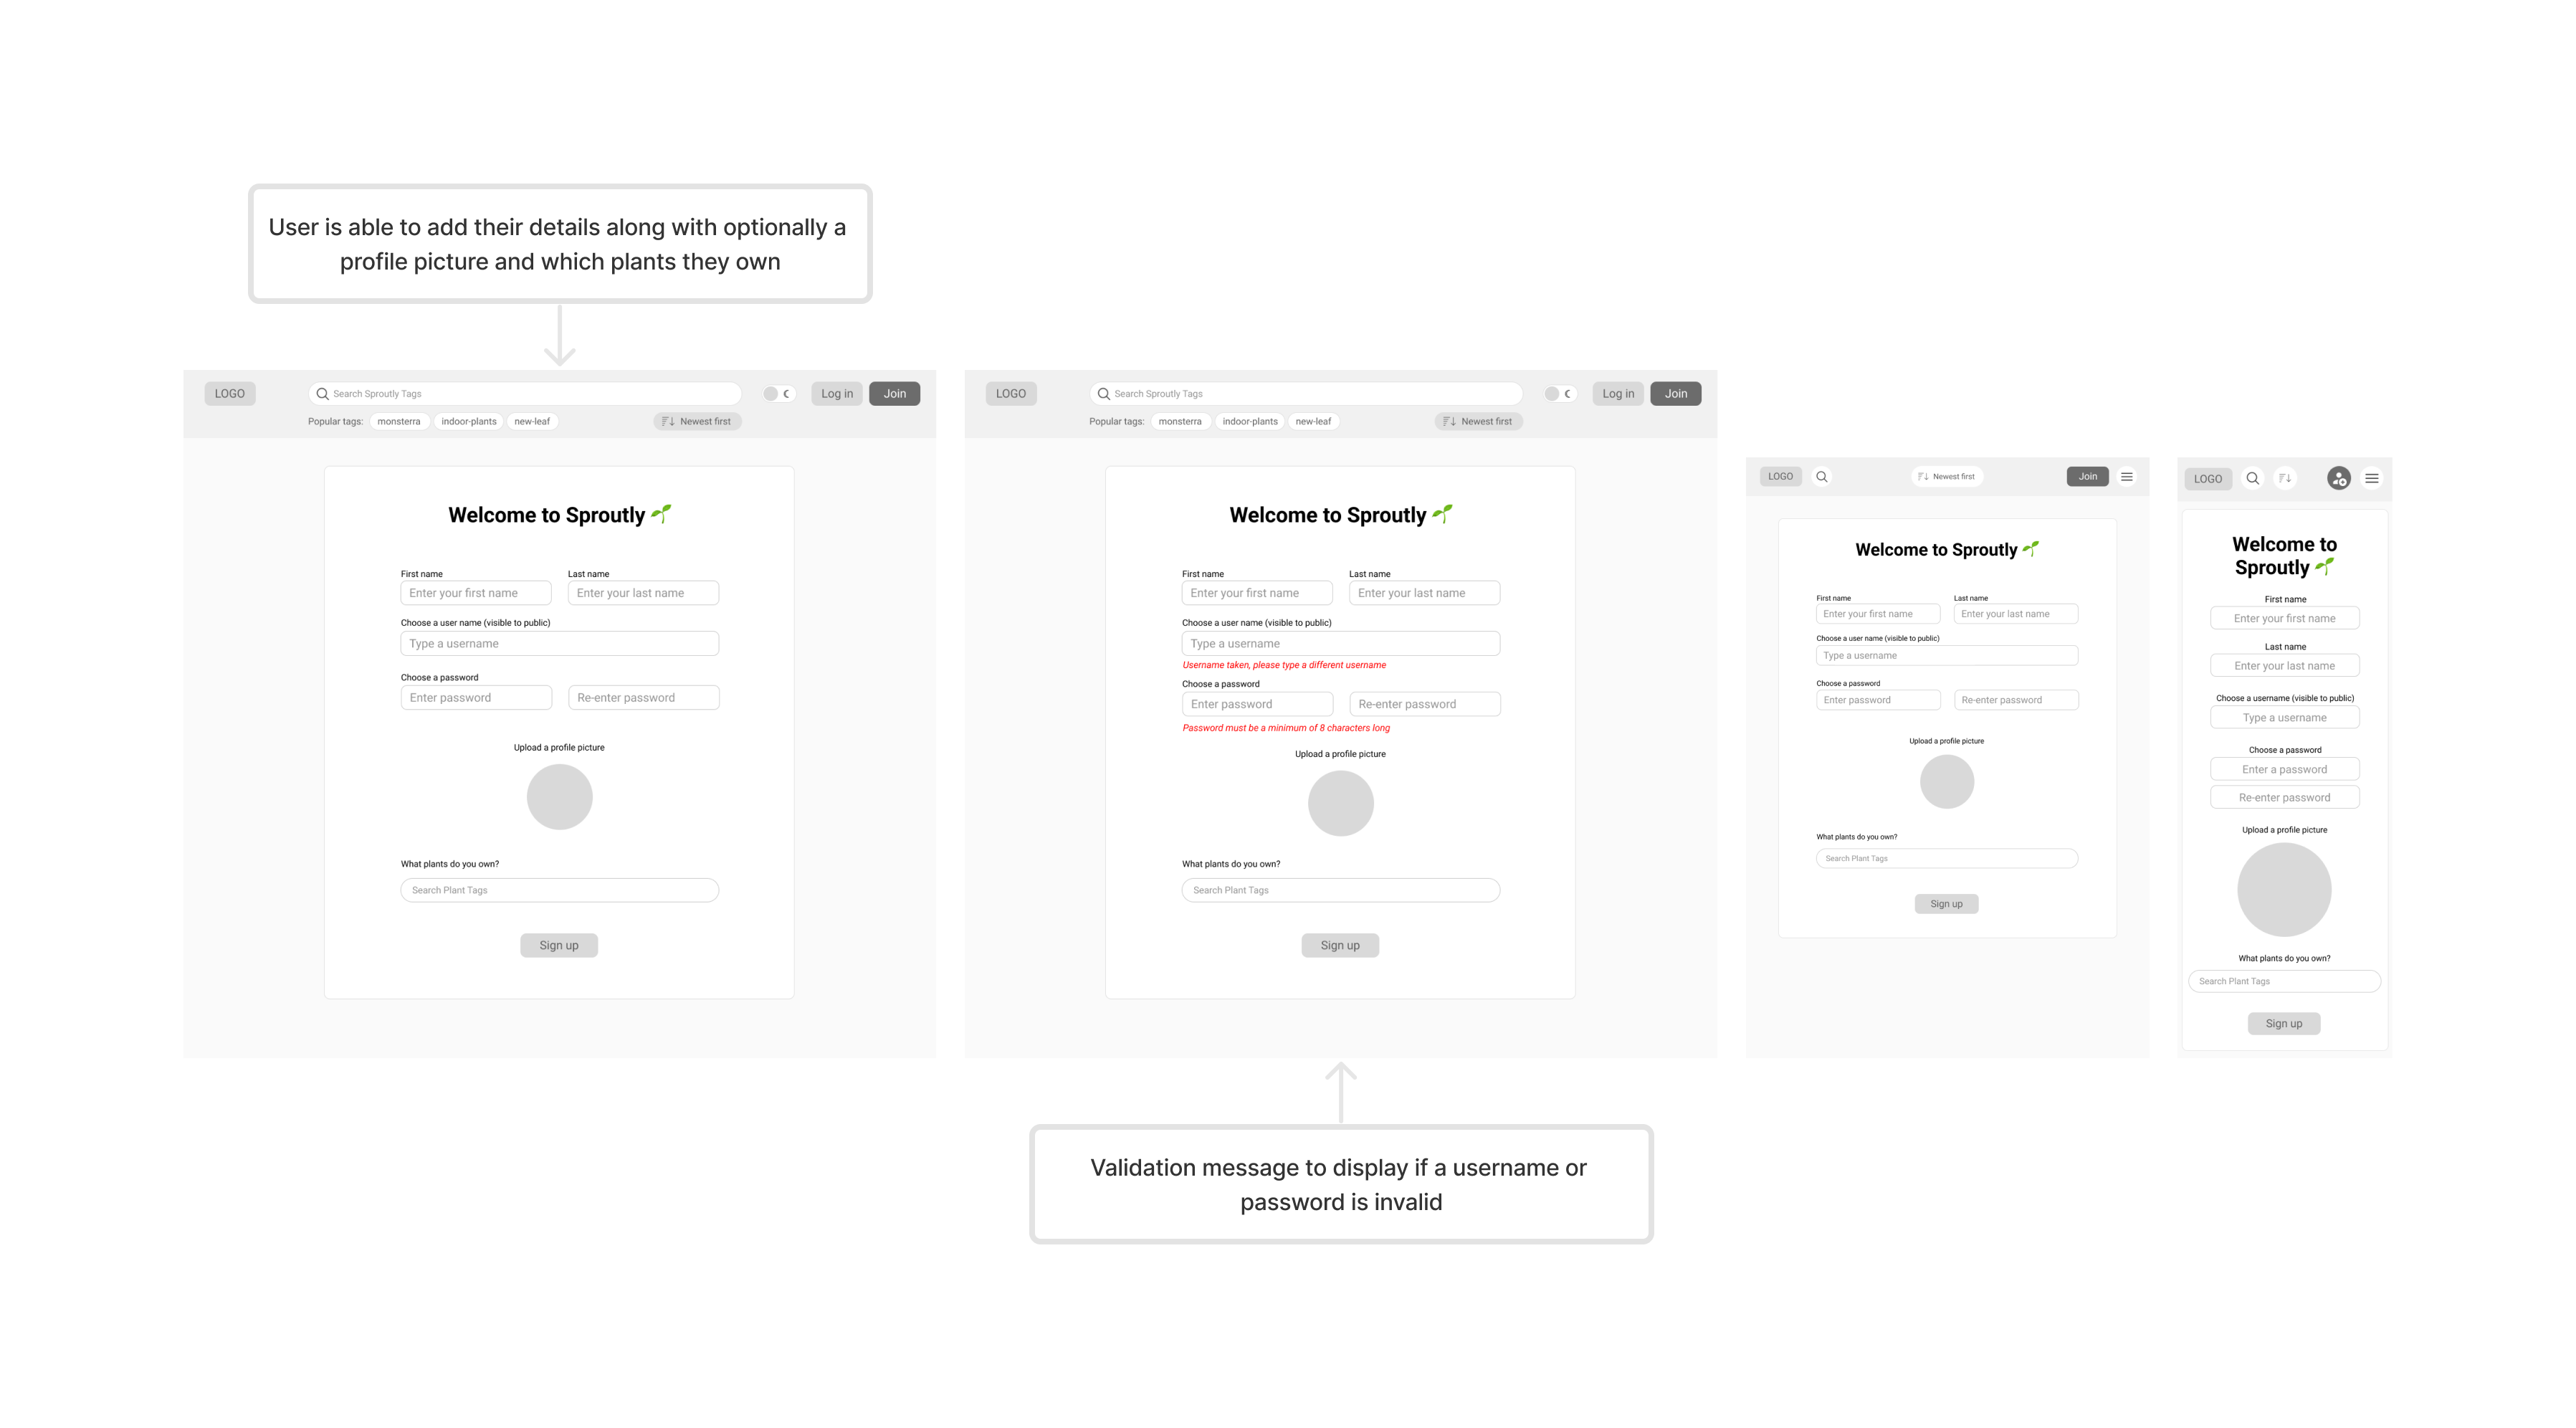 User is able to add their details along with optionally a
profile picture and which plants they own
LOGO
Search Sproutly Tags
Log in
Join
Popular tags:
monsterra
indoor-plants
new-leaf
Newest first
Welcome to Sproutly
First name
Last name
Enter your first name
Enter your last name
Choose a user name (visible to public)
Type a username
Choose a password
Enter password
Re-enter password
Upload a profile picture
What plants do you own?
Search Plant Tags
Sign up
LOGO
Search Sproutly Tags
Log in
Join
Popular tags:
monsterra
indoor-plants
new-leaf
Newest first
Welcome to Sproutly
First name
Last name
Enter your first name
Enter your last name
Choose a user name (visible to public)
Type a username
Username taken, please type a different username
Choose a password
Enter password
Re-enter password
Password must be a minimum of 8 characters long
Upload a profile picture
What plants do you own?
Search Plant Tags
Sign up
Validation message to display if a username or
password is invalid
LOGO
Newest first
Join
Welcome to Sproutly
First name
Last name
Enter your first name
Enter your last name
Choose a user name (visible to public)
Type a username
Choose a password
Enter password
Re-enter password
Upload a profile picture
What plants do you own?
Search Plant Tags
Sign up
LOGO
Welcome to
Sproutly
First name
Enter your first name
Last name
Enter your last name
Choose a username (visible to public)
Type a username
Choose a password
Enter a password
Re-enter password
Upload a profile picture
What plants do you own?
Search Plant Tags
Sign up